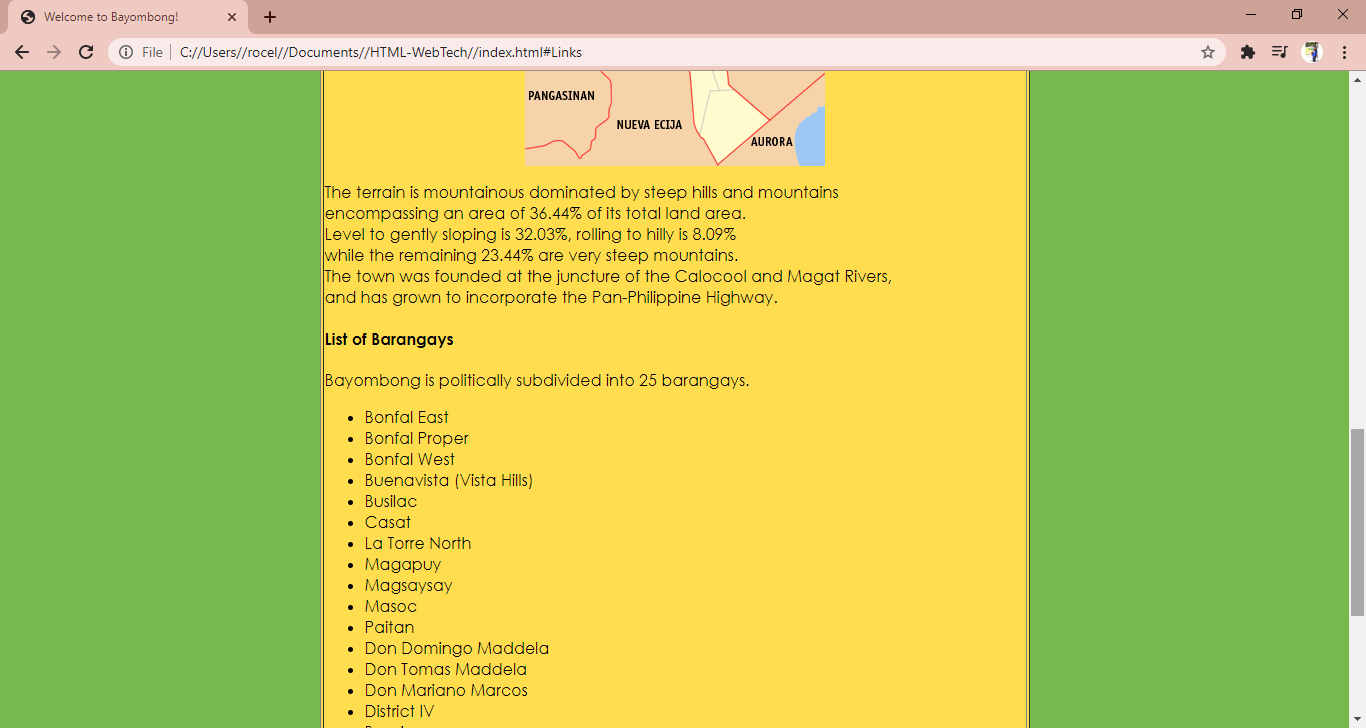 Welcome to Bayombong!
File
C://Users//rocel//Documents//HTML-WebTech//index.html#Links
PANGASINAN
NUEVA ECIJA
AURORA
The terrain is mountainous dominated by steep hills and mountains
encompassing an area of 36.44% of its total land area.
Level to gently sloping is 32.03%, rolling to hilly is 8.09%
while the remaining 23.44% are very steep mountains.
The town was founded at the juncture of the Calocool and Magat Rivers,
and has grown to incorporate the Pan-Philippine Highway.
List of Barangays
Bayombong is politically subdivided into 25 barangays.
• Bonfal East
• Bonfal Proper
• Bonfal West
• Buenavista (Vista Hills)
• Busilac
• Casat
• La Torre North
• Magapuy
• Magsaysay
• Masoc
• Paitan
• Don Domingo Maddela
• Don Tomas Maddela
• Don Mariano Marcos
• District IV